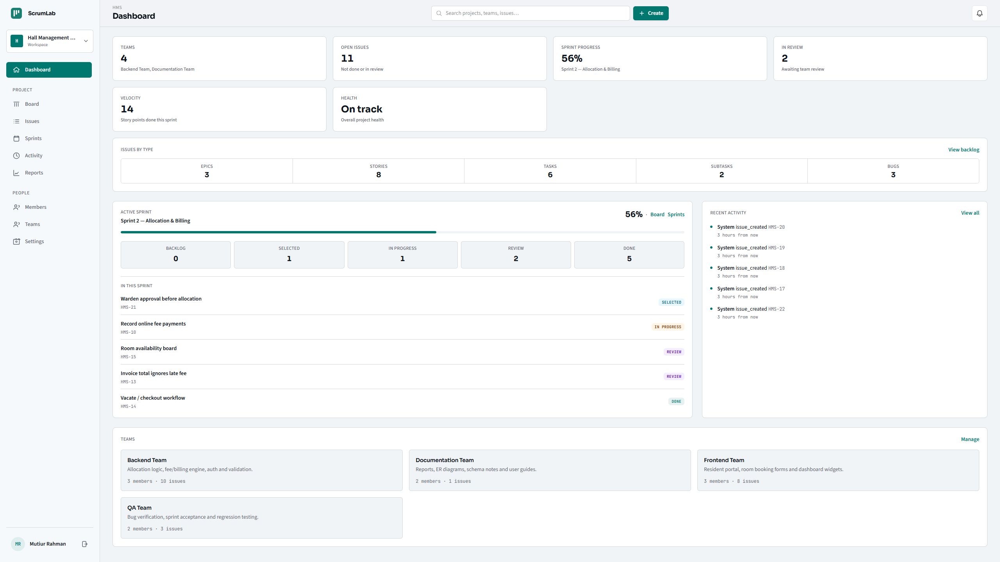 ScrumLab
H
Hall Management ...
Workspace
Dashboard
PROJECT
Board
Issues
Sprints
Activity
Reports
PEOPLE
Members
Teams
Settings
MR
Mutiur Rahman
HMS
Dashboard
Search projects, teams, issues...
+ Create
TEAMS
4
Backend Team, Documentation Team
OPEN ISSUES
11
Not done or in review
SPRINT PROGRESS
56%
Sprint 2 — Allocation & Billing
IN REVIEW
2
Awaiting team review
VELOCITY
14
Story points done this sprint
HEALTH
On track
Overall project health
ISSUES BY TYPE
View backlog
EPICS
3
STORIES
8
TASKS
6
SUBTASKS
2
BUGS
3
ACTIVE SPRINT
Sprint 2 — Allocation & Billing
56% · Board Sprints
BACKLOG
0
SELECTED
1
IN PROGRESS
1
REVIEW
2
DONE
5
IN THIS SPRINT
Warden approval before allocation
HMS-21
SELECTED
Record online fee payments
HMS-10
IN PROGRESS
Room availability board
HMS-15
REVIEW
Invoice total ignores late fee
HMS-13
REVIEW
Vacate / checkout workflow
HMS-14
DONE
RECENT ACTIVITY
View all
System issue_created HMS-20
3 hours from now
System issue_created HMS-19
3 hours from now
System issue_created HMS-18
3 hours from now
System issue_created HMS-17
3 hours from now
System issue_created HMS-22
3 hours from now
TEAMS
Manage
Backend Team
Allocation logic, fee/billing engine, auth and validation.
3 members · 10 issues
Documentation Team
Reports, ER diagrams, schema notes and user guides.
2 members · 1 issues
Frontend Team
Resident portal, room booking forms and dashboard widgets.
3 members · 8 issues
QA Team
Bug verification, sprint acceptance and regression testing.
2 members · 3 issues